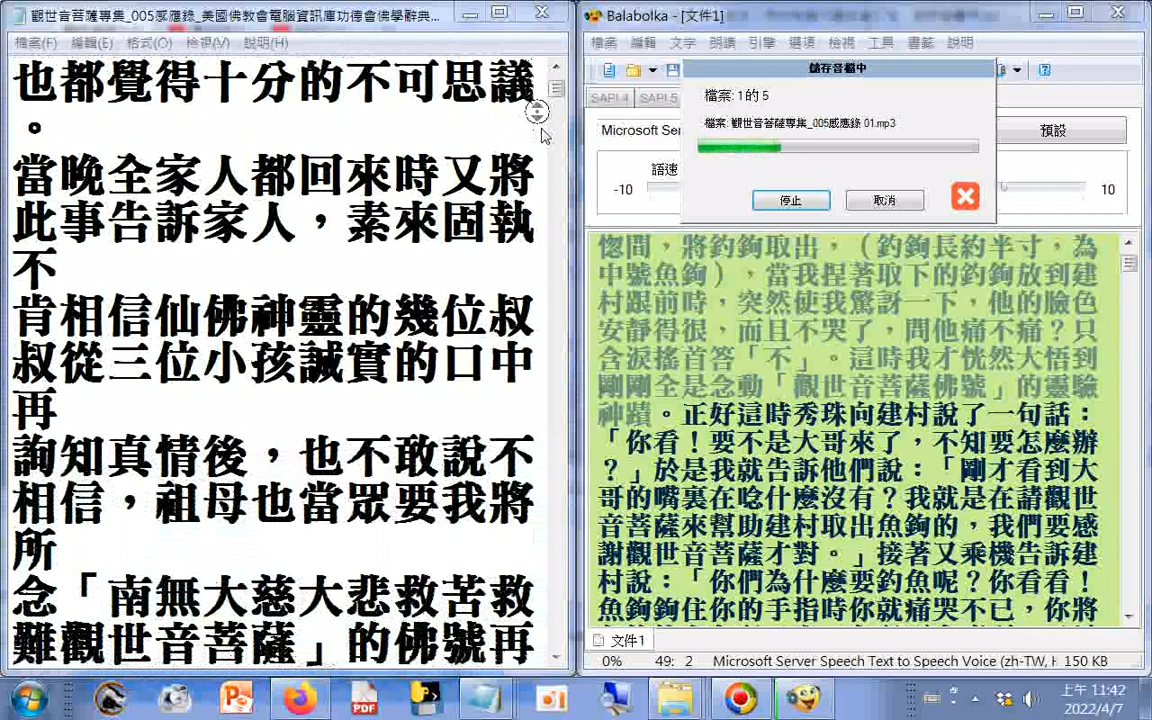 觀世音菩薩專集_005感應錄_美國佛教會電腦資訊庫功德會佛學辭典...
檔案(F) 編輯(E) 格式(O) 檢視(V) 說明(H)
也都覺得十分的不可思議
。
當晚全家人都回來時又將
此事告訴家人，素來固執
不
肯相信仙佛神靈的幾位叔
叔從三位小孩誠實的口中
再
詢知真情後，也不敢說不
相信，祖母也當眾要我將
所
念「南無大慈大悲救苦救
難觀世音菩薩」的佛號再
Balabolka - [文件1]
檔案 編輯 文字 朗讀 引擎 選項 檢視 工具 書籤 說明
SAPI 4 SAPI 5
儲存音檔中
檔案: 1的 5
檔案: 觀世音菩薩專集_005感應錄 01.mp3
停止 取消
Microsoft Ser
預設
語速
-10
10
惚間，將釣鉤取出，（釣鉤長約半寸，為
中號魚鉤），當我捏著取下的釣鉤放到建
村跟前時，突然使我驚訝一下，他的臉色
安靜得很，而且不哭了，問他痛不痛？只
含淚搖首答「不」。這時我才恍然大悟到
剛剛全是念動「觀世音菩薩佛號」的靈驗
神蹟。正好這時秀珠向建村說了一句話：
「你看！要不是大哥來了，不知要怎麼辦
？」於是我就告訴他們說：「剛才看到大
哥的嘴裏在唸什麼沒有？我就是在請觀世
音菩薩來幫助建村取出魚鉤的，我們要感
謝觀世音菩薩才對。」接著又乘機告訴建
村說：「你們為什麼要釣魚呢？你看看！
魚鉤鉤住你的手指時你就痛哭不已，你將
文件1
0% 49: 2 Microsoft Server Speech Text to Speech Voice (zh-TW, H 150 KB
上午 11:42
2022/4/7